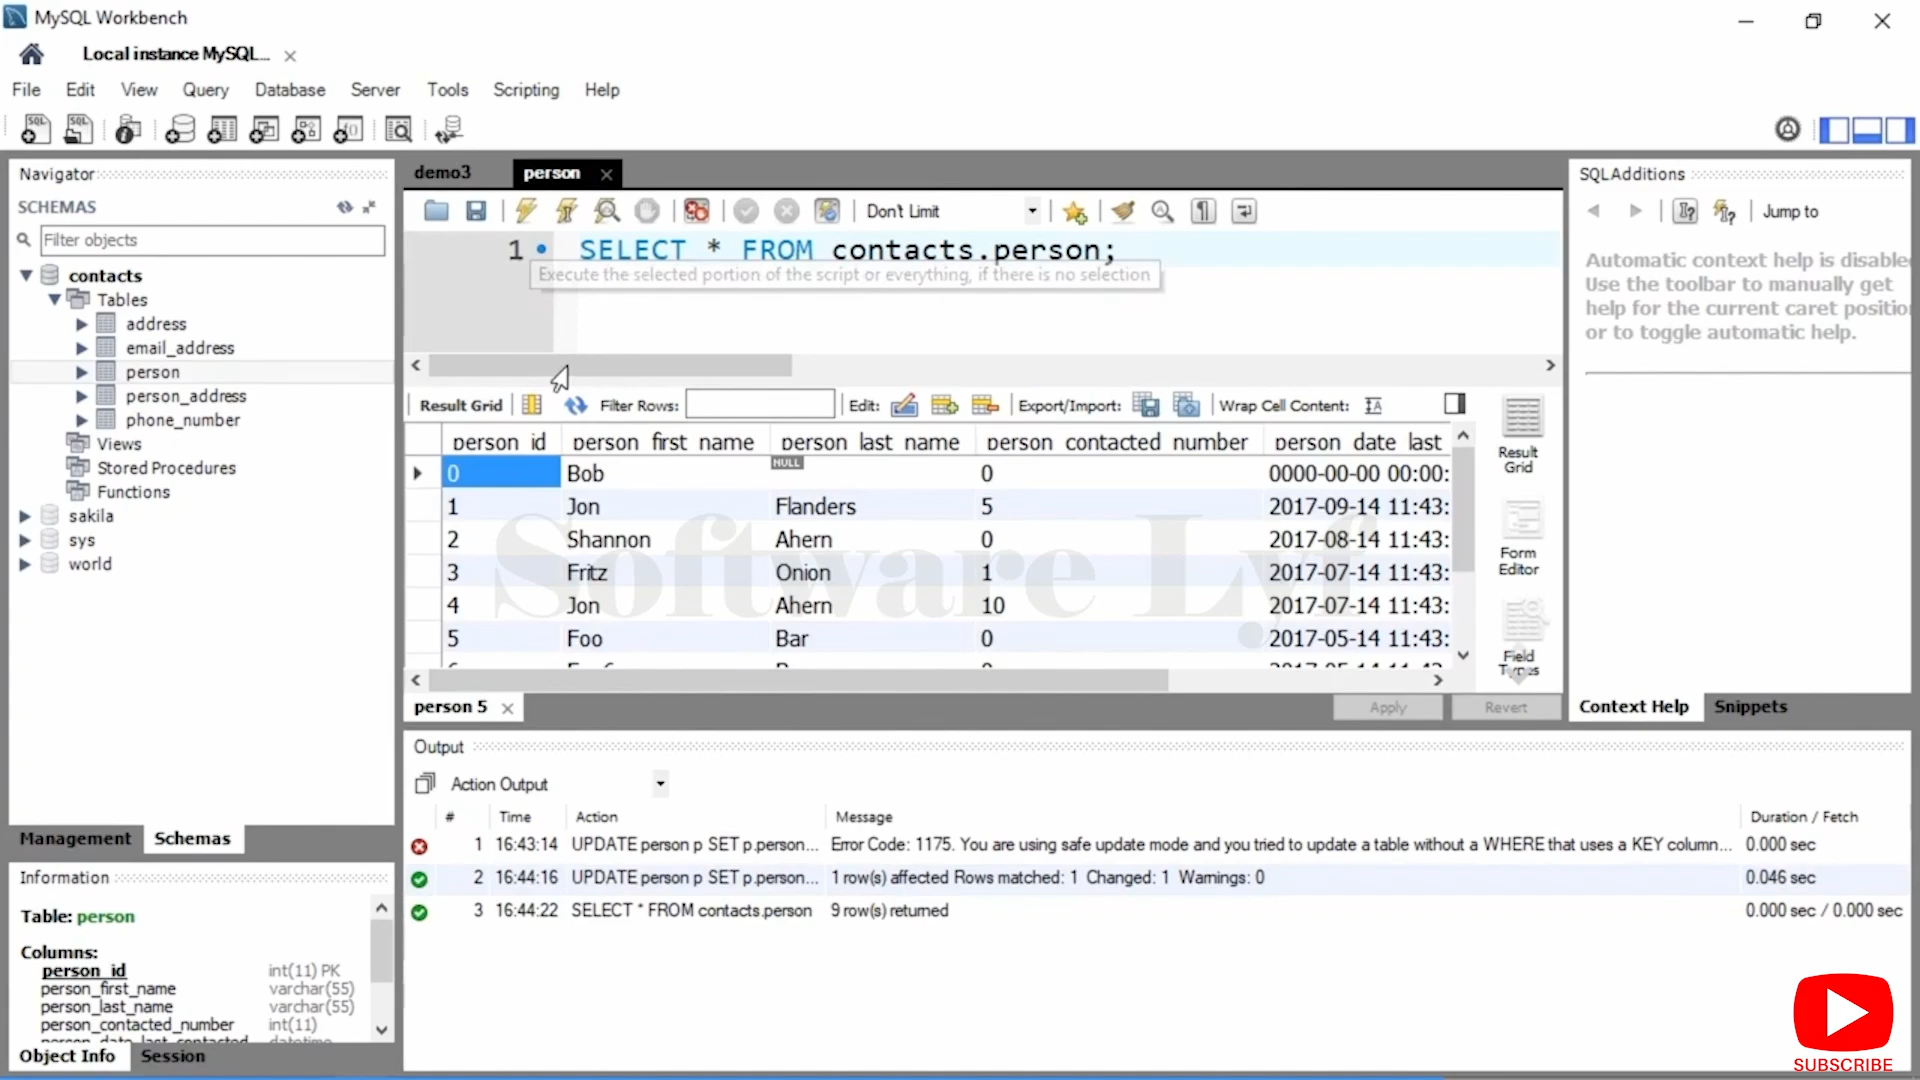 MySQL Workbench
Local instance MySQL...
File Edit View Query Database Server Tools Scripting Help
Navigator
SCHEMAS
Filter objects
contacts
Tables
address
email_address
person
person_address
phone_number
Views
Stored Procedures
Functions
sakila
sys
world
Management Schemas
Information
Table: person
Columns:
person_id int(11) PK
person_first_name varchar(55)
person_last_name varchar(55)
person_contacted_number int(11)
person_date_last_contacted datetime
Object Info Session
demo3 person
Don't Limit
1 SELECT * FROM contacts.person;
Execute the selected portion of the script or everything, if there is no selection
Result Grid Filter Rows: Edit: Export/Import: Wrap Cell Content:
person_id person_first_name person_last_name person_contacted_number person_date_last
0 Bob NULL 0 0000-00-00 00:00:
1 Jon Flanders 5 2017-09-14 11:43:
2 Shannon Ahern 0 2017-08-14 11:43:
3 Fritz Onion 1 2017-07-14 11:43:
4 Jon Ahern 10 2017-07-14 11:43:
5 Foo Bar 0 2017-05-14 11:43:
Software Lyf
Result
Grid
Form
Editor
Field
Types
person 5
Apply Revert
SQLAdditions
Jump to
Automatic context help is disable
Use the toolbar to manually get
help for the current caret positio
or to toggle automatic help.
Context Help Snippets
Output
Action Output
# Time Action Message Duration / Fetch
1 16:43:14 UPDATE person p SET p.person... Error Code: 1175. You are using safe update mode and you tried to update a table without a WHERE that uses a KEY column... 0.000 sec
2 16:44:16 UPDATE person p SET p.person... 1 row(s) affected Rows matched: 1 Changed: 1 Warnings: 0 0.046 sec
3 16:44:22 SELECT * FROM contacts.person 9 row(s) returned 0.000 sec / 0.000 sec
SUBSCRIBE